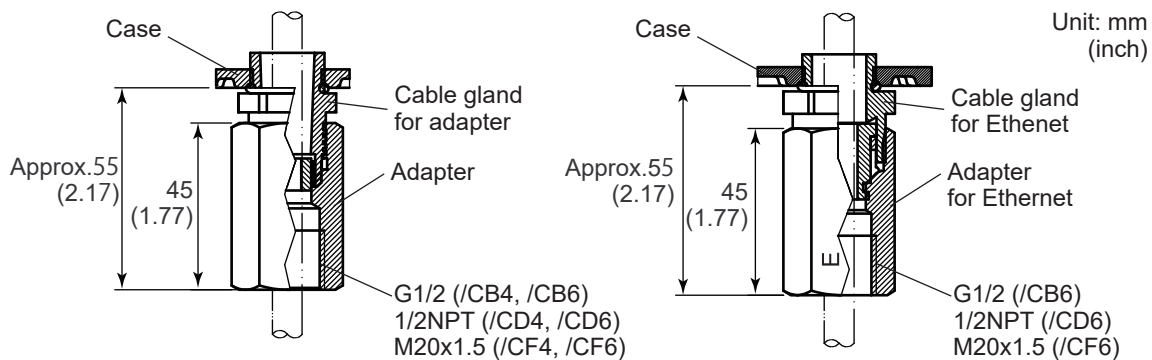 Case
Cable gland
for adapter
Adapter
Approx.55
(2.17)
45
(1.77)
G1/2 (/CB4, /CB6)
1/2NPT (/CD4, /CD6)
M20x1.5 (/CF4, /CF6)
Unit: mm
(inch)
Case
Cable gland
for Ethenet
Adapter
for Ethernet
Approx.55
(2.17)
45
(1.77)
E
G1/2 (/CB6)
1/2NPT (/CD6)
M20x1.5 (/CF6)